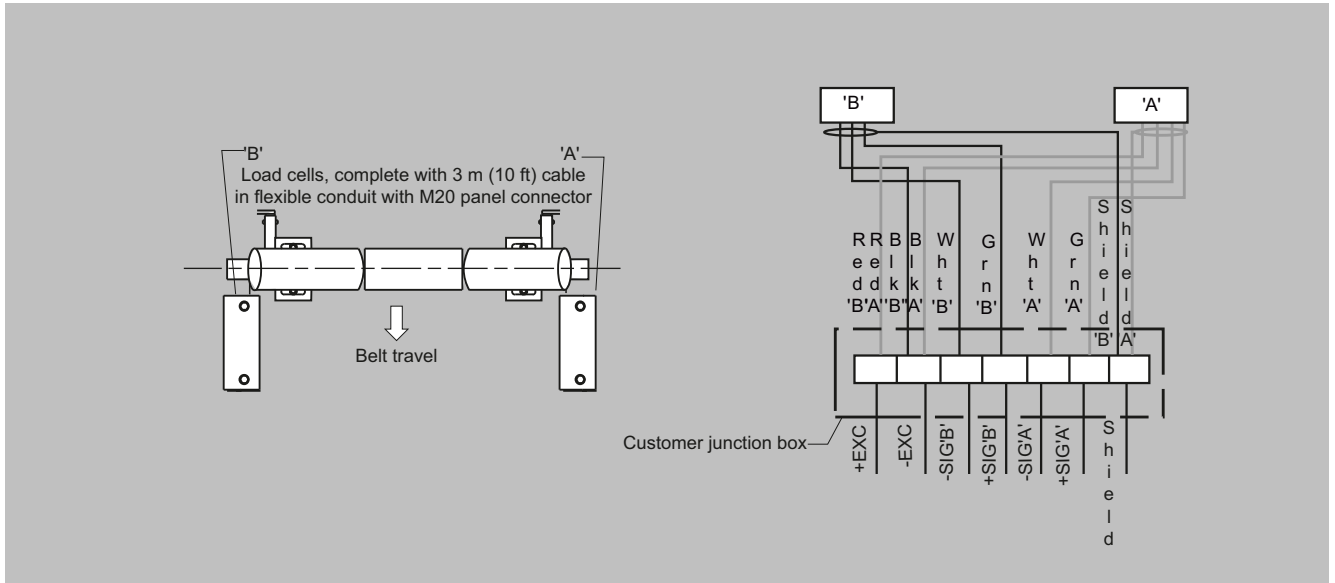 'B'
'A'
Load cells, complete with 3 m (10 ft) cable
in flexible conduit with M20 panel connector
Belt travel
'B'
'A'
Red 'B'
Red A'
Blk 'B"
Blk A'
Wht 'B'
Grn 'B'
Wht 'A'
Grn 'A'
Shield 'B'
Shield A'
Customer junction box
+EXC
-EXC
-SIG'B'
+SIG'B'
-SIG'A'
+SIG'A'
Shield